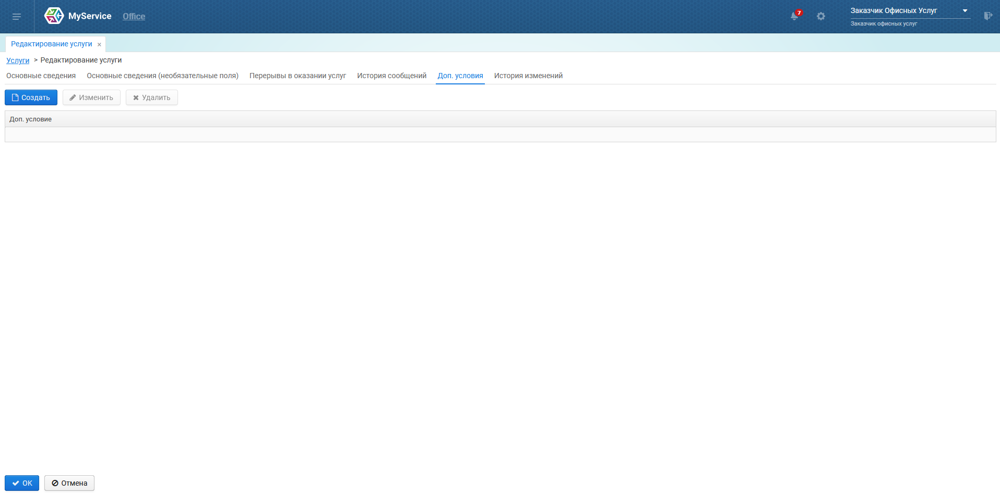 MyService Office 7 Заказчик Офисных Услуг
Заказчик офисных услуг
Редактирование услуги ×
Услуги > Редактирование услуги
Основные сведения Основные сведения (необязательные поля) Перерывы в оказании услуг История сообщений Доп. условия История изменений
Создать Изменить Удалить
Доп. условие
OK Отмена